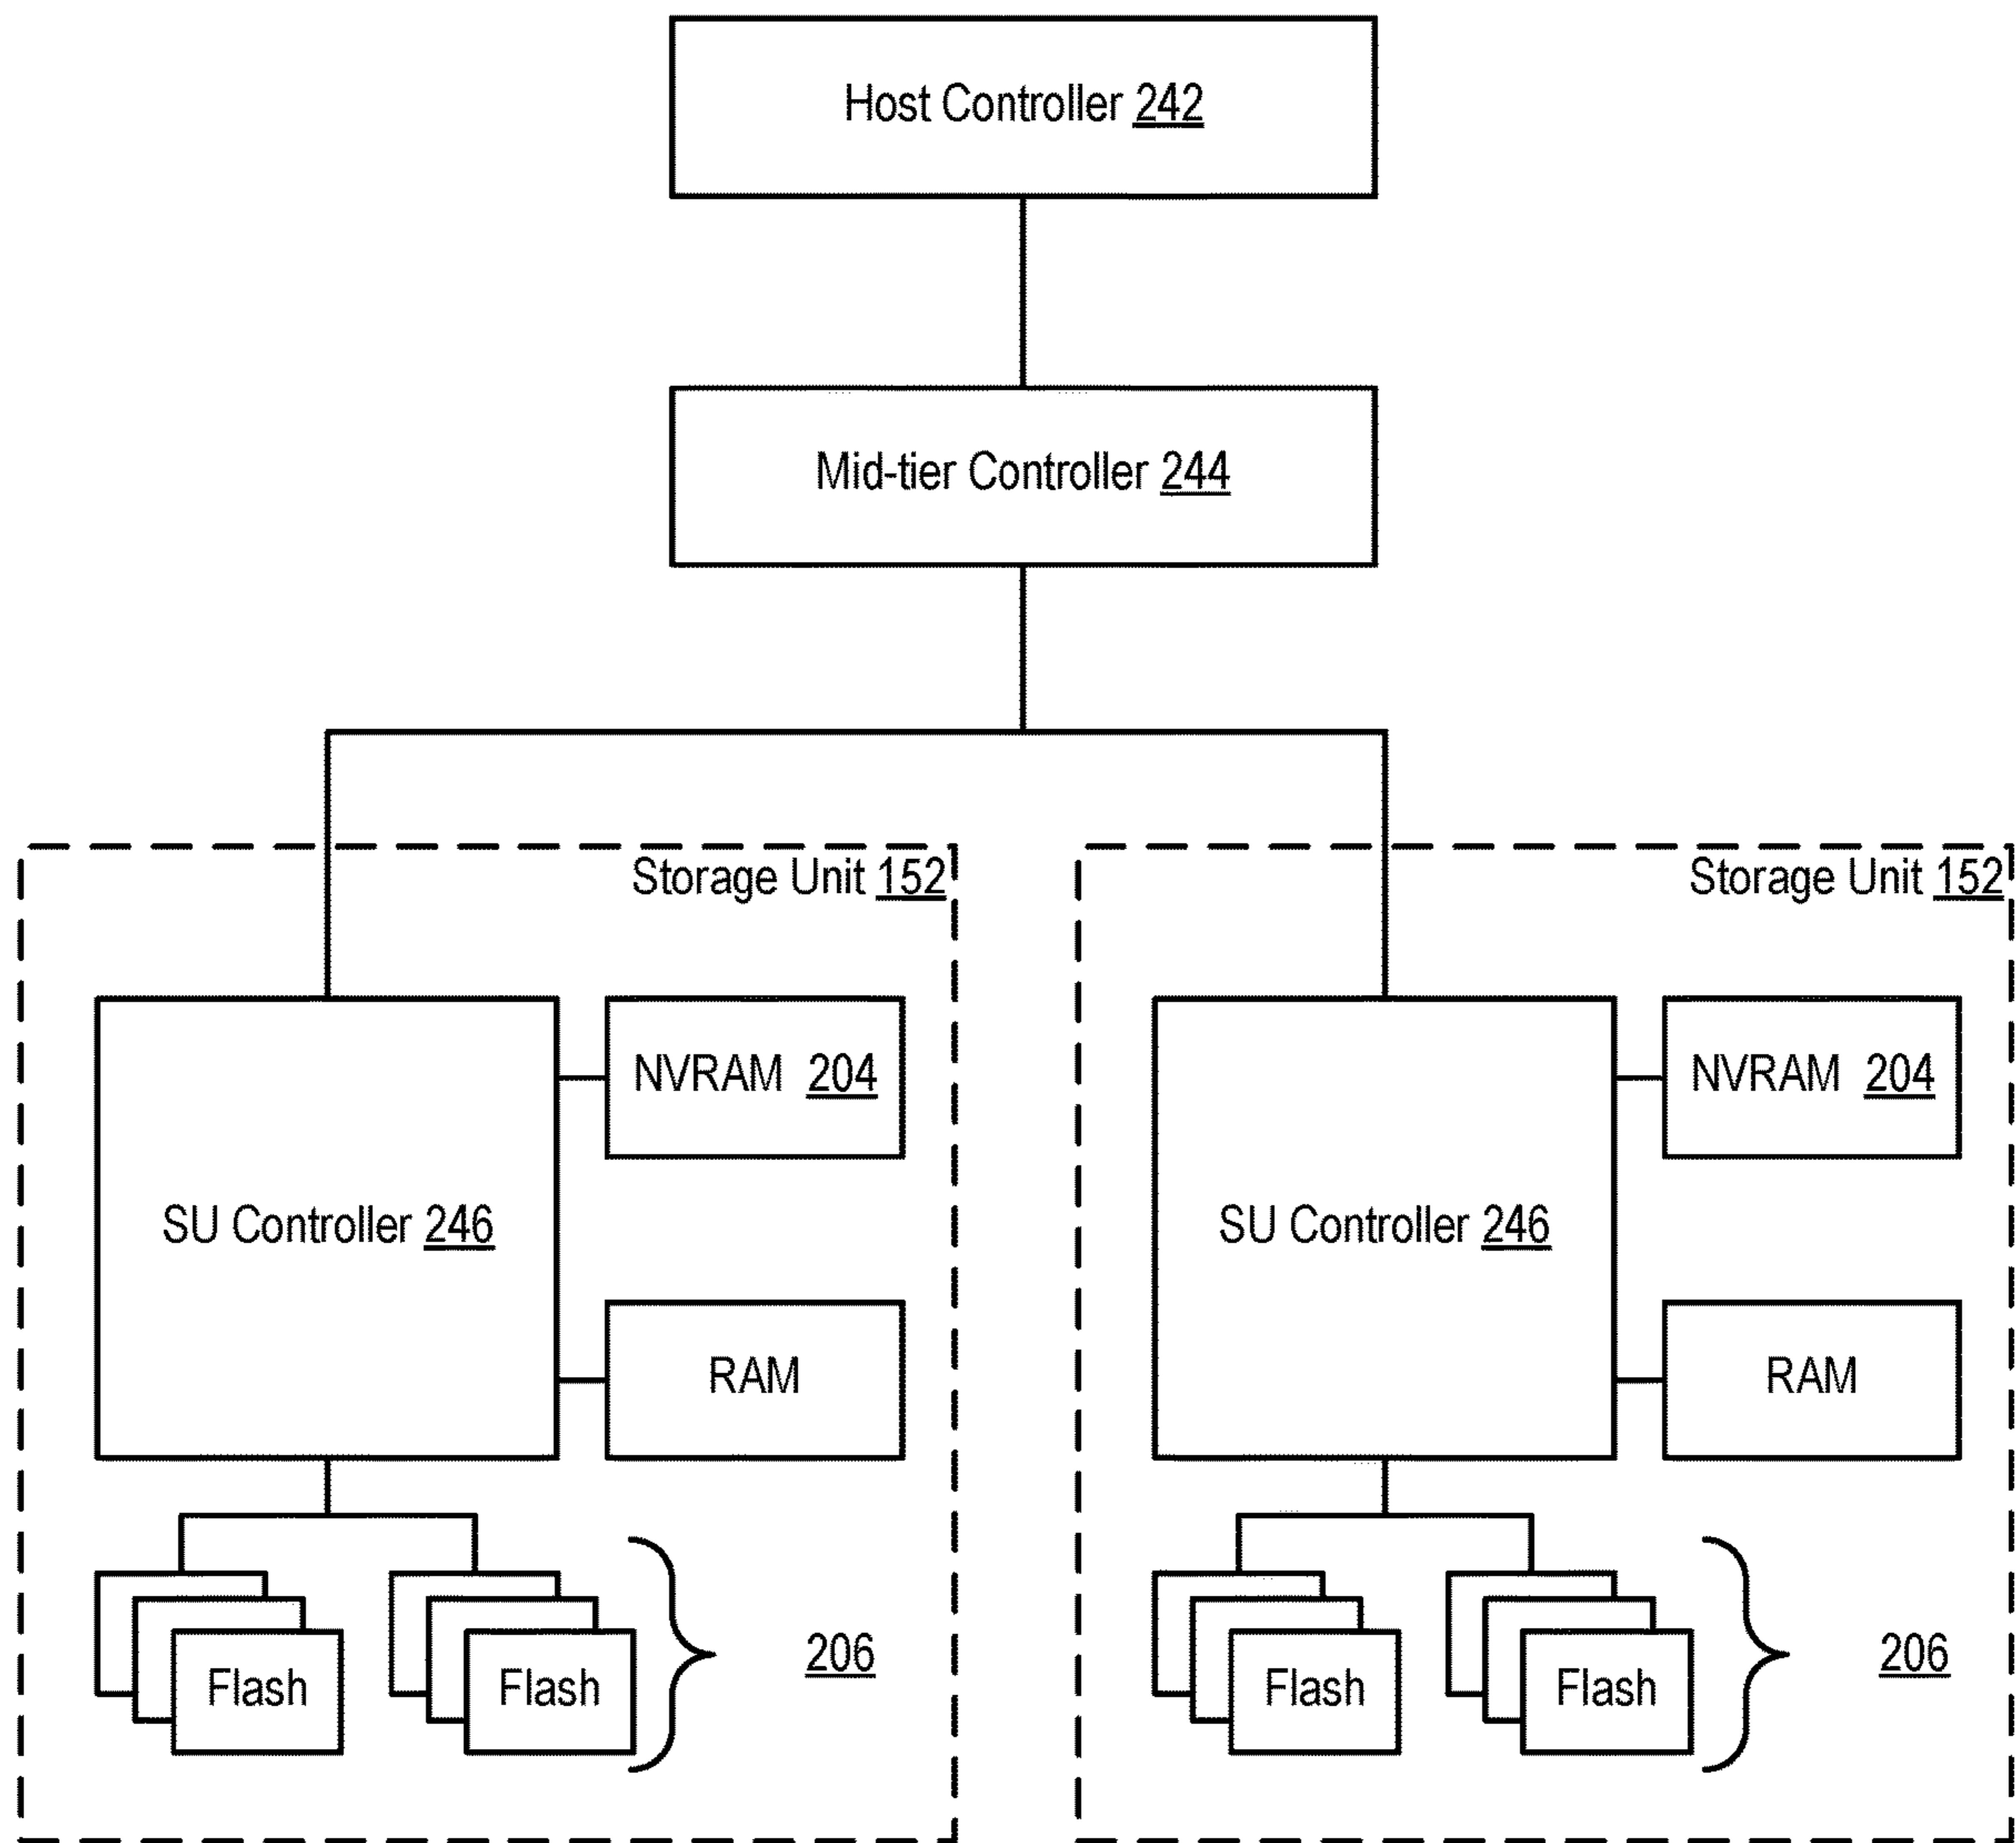 Host Controller 242
Mid-tier Controller 244
Storage Unit 152
Storage Unit 152
SU Controller 246
NVRAM 204
RAM
Flash
Flash
206
SU Controller 246
NVRAM 204
RAM
Flash
Flash
206